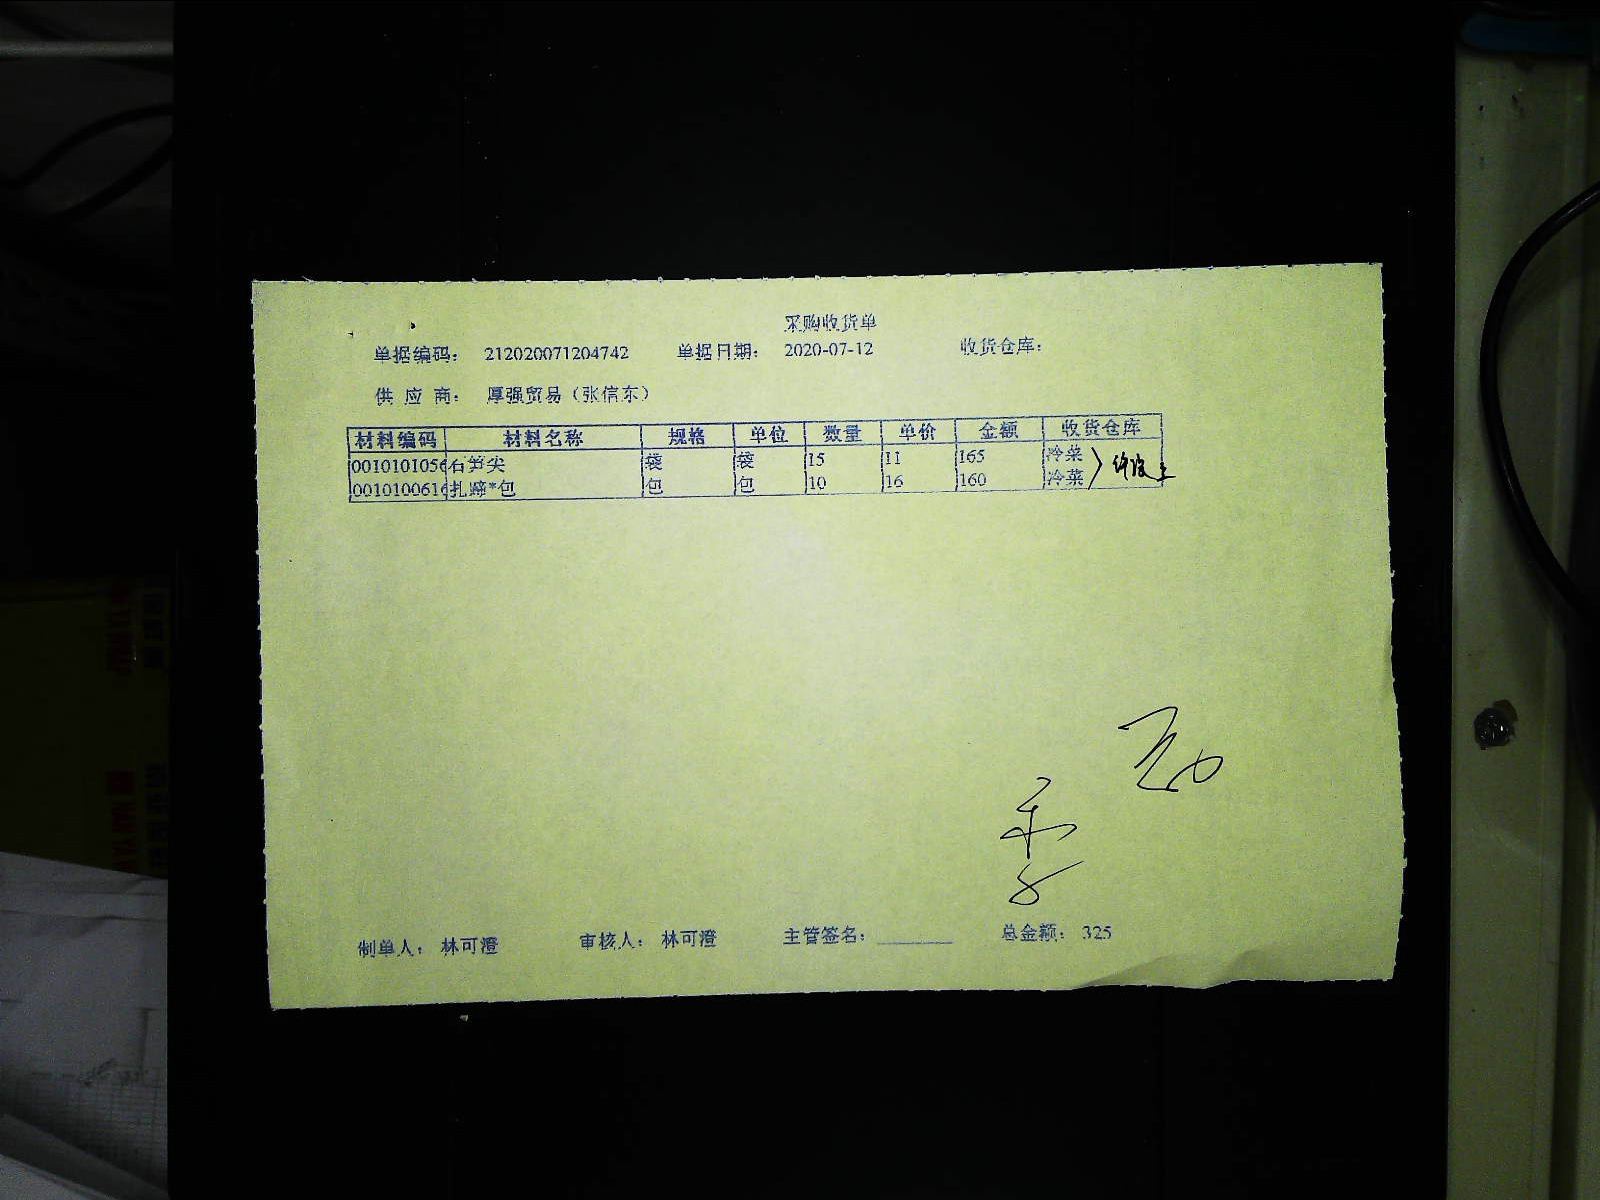 采购收货单
单据编码： 212020071204742 单据日期： 2020-07-12 收货仓库：
供 应 商： 厚强贸易（张信东）
材料编码 材料名称 规格 单位 数量 单价 金额 收货仓库
0010101056 石笋尖 袋 袋 15 11 165 冷菜
0010100616 扎蹄*包 包 包 10 16 160 冷菜
制单人： 林可澄 审核人： 林可澄 主管签名： 总金额： 325